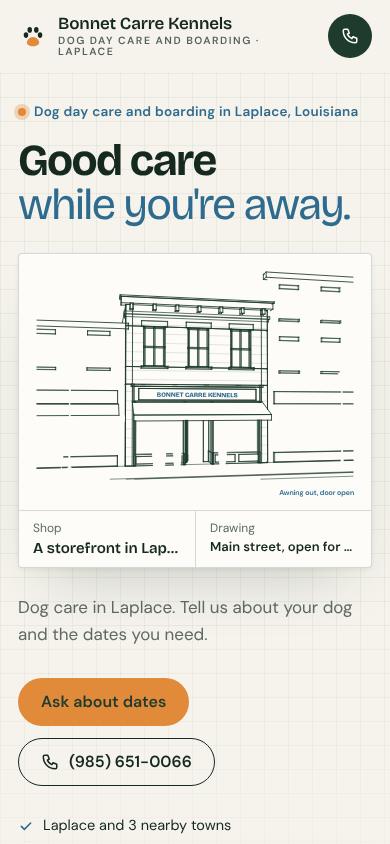 Bonnet Carre Kennels
DOG DAY CARE AND BOARDING ·
LAPLACE
Dog day care and boarding in Laplace, Louisiana
Good care
while you're away.
BONNET CARRE KENNELS
Awning out, door open
Shop
A storefront in Lap...
Drawing
Main street, open for ...
Dog care in Laplace. Tell us about your dog
and the dates you need.
Ask about dates
(985) 651-0066
Laplace and 3 nearby towns